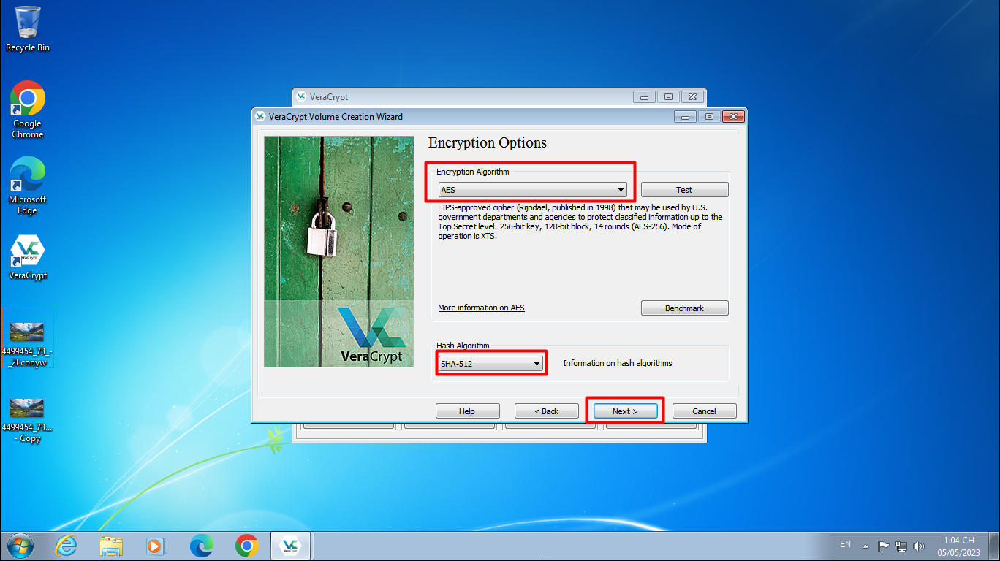 Recycle Bin
Google
Chrome
Microsoft
Edge
VeraCrypt
VeraCrypt
4499454_73_-
_2Lconyw
4499454_73...
- Copy
VeraCrypt
VeraCrypt Volume Creation Wizard
VeraCrypt
Encryption Options
Encryption Algorithm
AES
Test
FIPS-approved cipher (Rijndael, published in 1998) that may be used by U.S.
government departments and agencies to protect classified information up to the
Top Secret level. 256-bit key, 128-bit block, 14 rounds (AES-256). Mode of
operation is XTS.
More information on AES
Benchmark
Hash Algorithm
SHA-512
Information on hash algorithms
Help
< Back
Next >
Cancel
VeraCrypt
EN
1:04 CH
05/05/2023